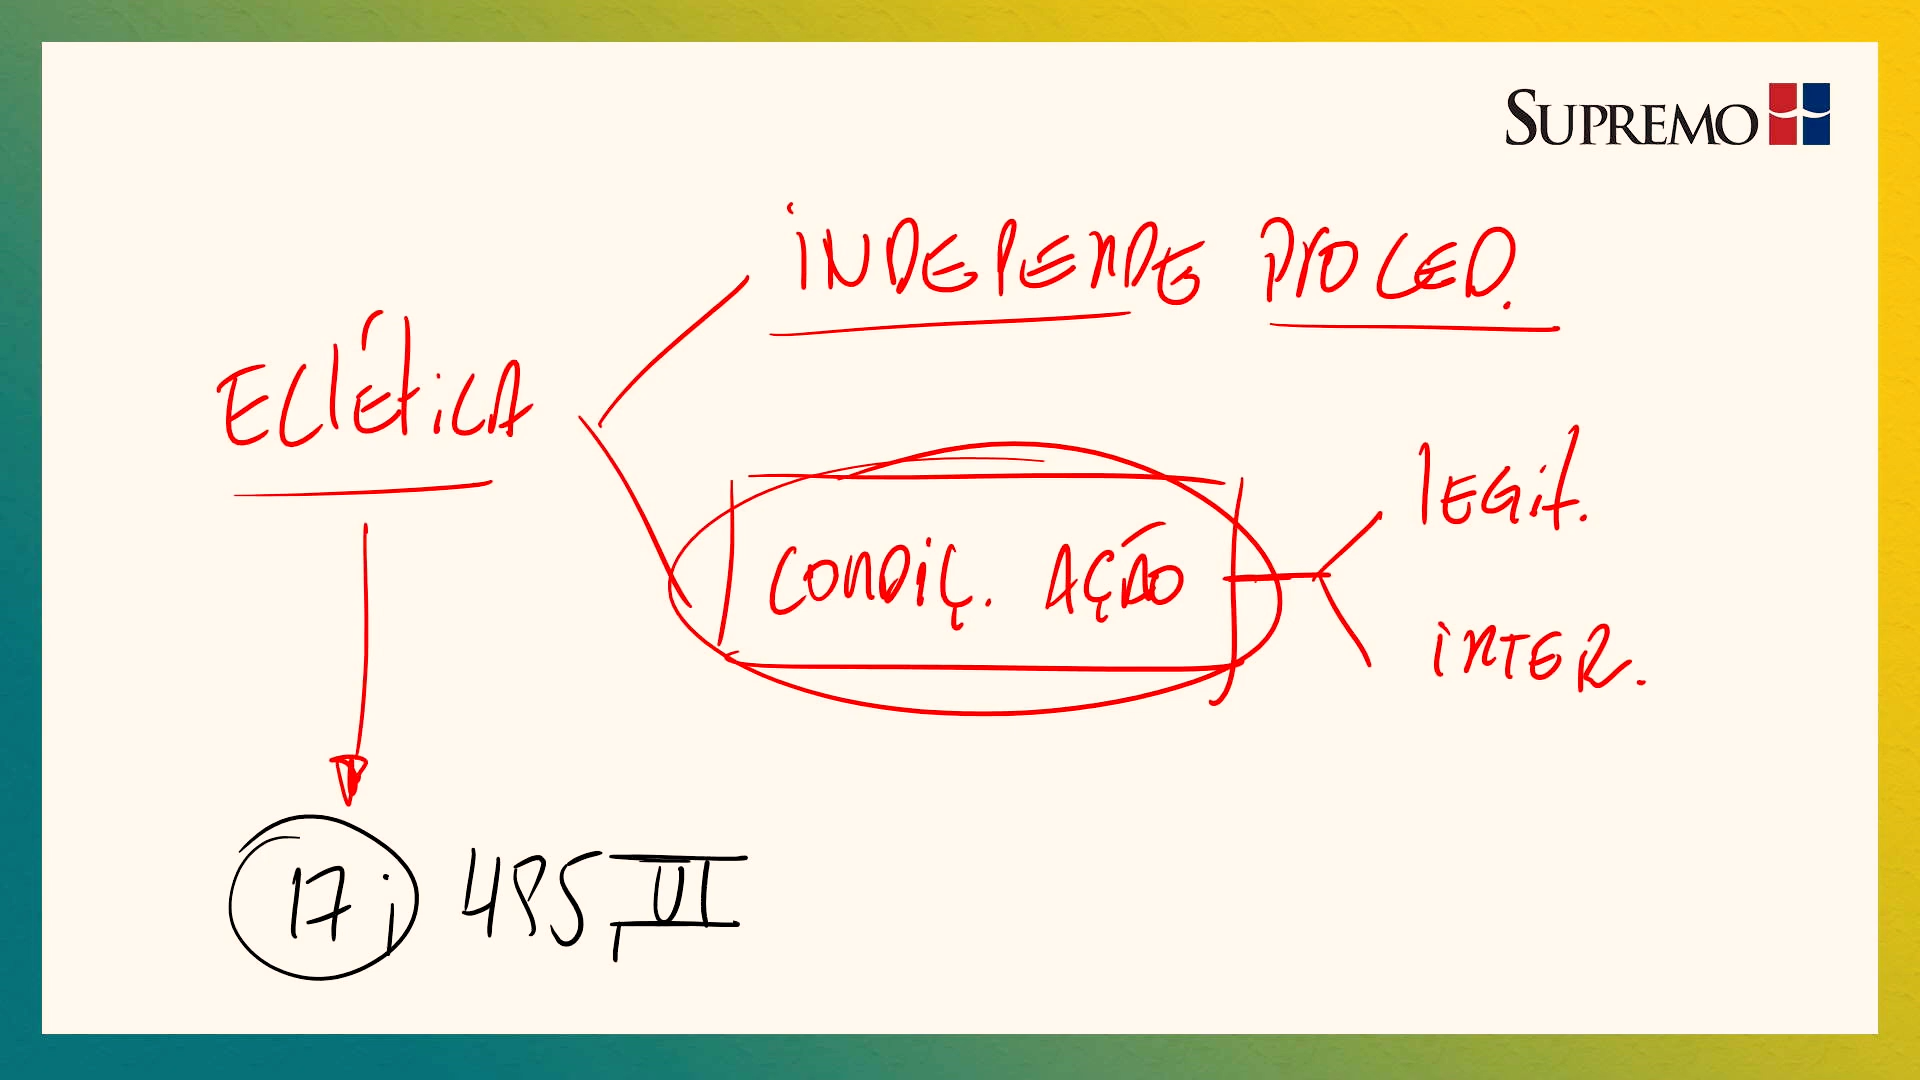 SUPREMO
INDEPENDE PROCED.
ECLÉTICA
LEGIT.
CONDIÇ. AÇÃO
INTER.
17; 485, VI